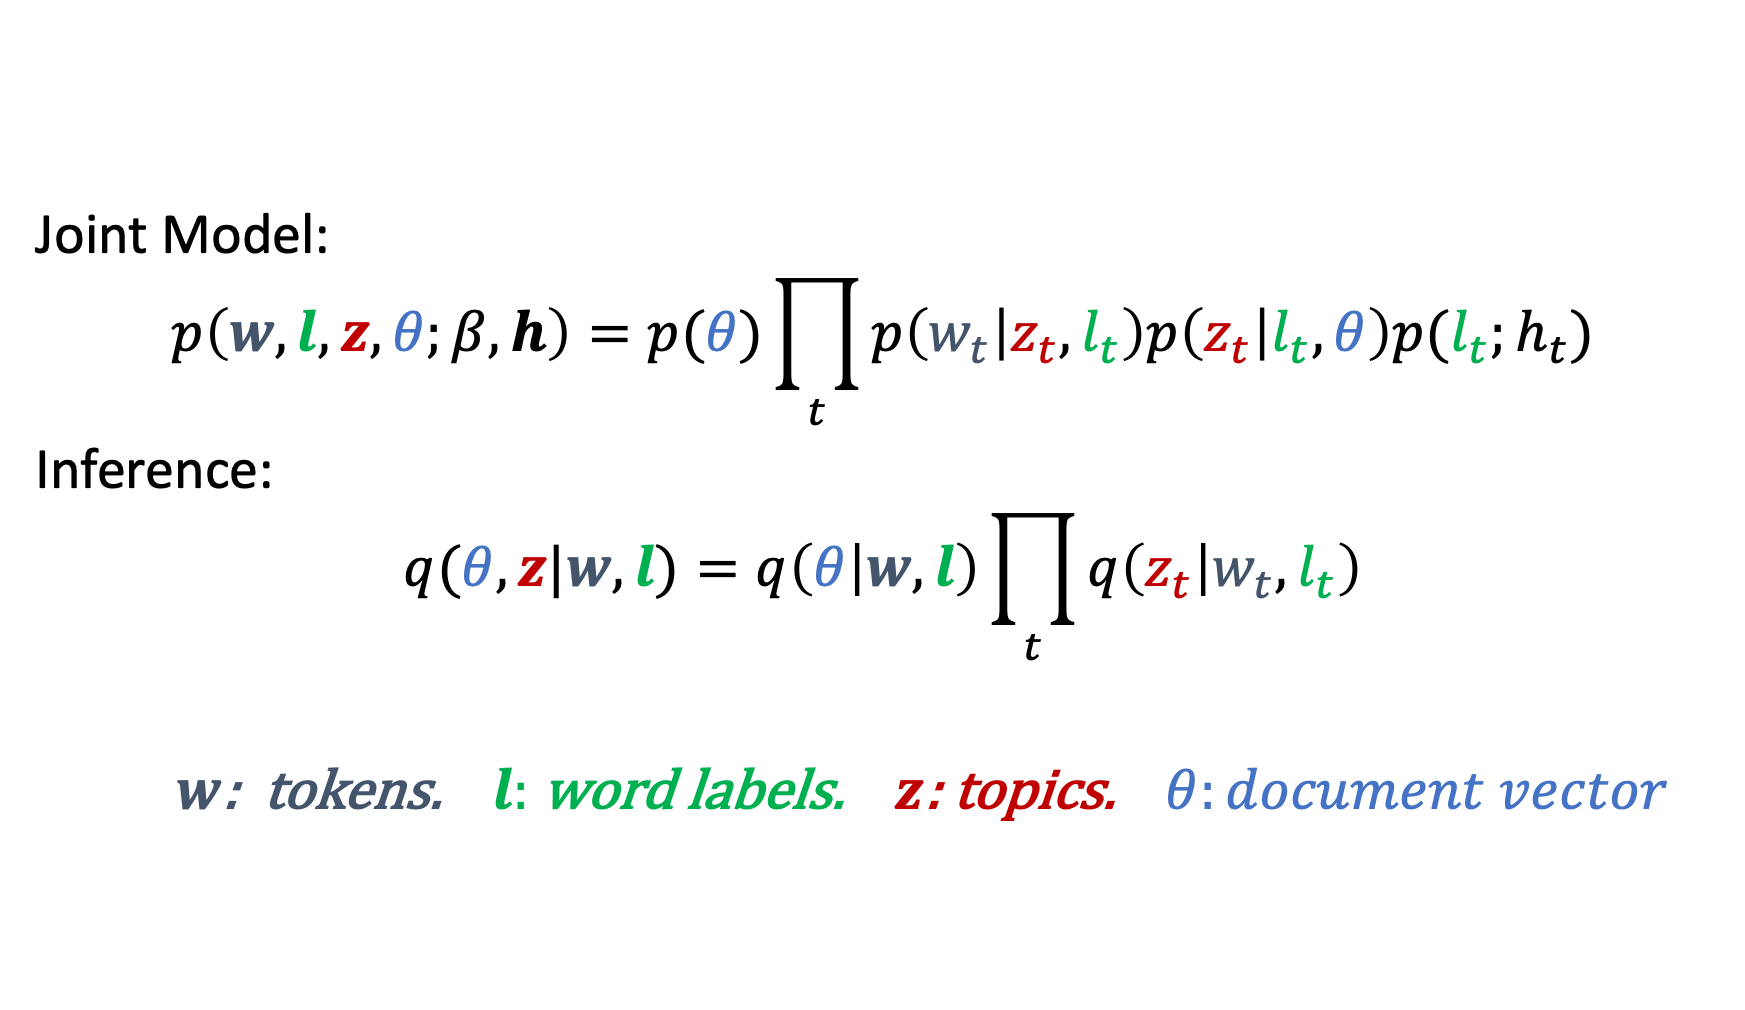 Joint Model:
p(w, l, z, θ; β, h) = p(θ) ∏_t p(w_t|z_t, l_t)p(z_t|l_t, θ)p(l_t; h_t)
Inference:
q(θ, z|w, l) = q(θ|w, l) ∏_t q(z_t|w_t, l_t)
w: tokens. l: word labels. z: topics. θ: document vector